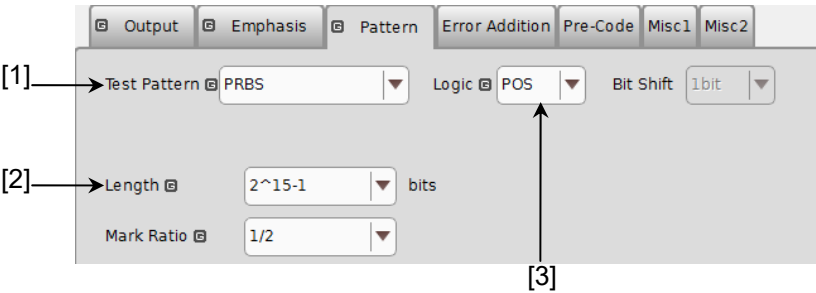 G Output G Emphasis G Pattern Error Addition Pre-Code Misc1 Misc2
[1] Test Pattern G PRBS Logic G POS Bit Shift 1bit
[2] Length G 2^15-1 bits
Mark Ratio G 1/2
[3]